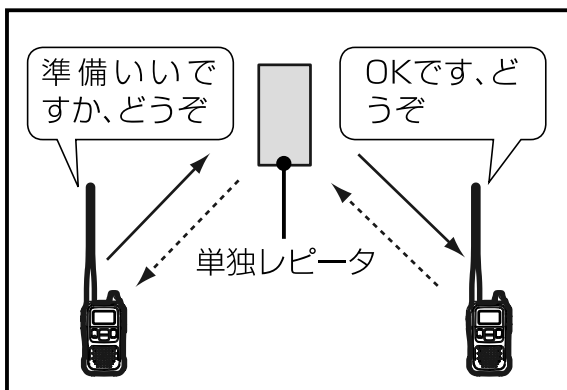 準備いいで
すか、どうぞ
OKです、ど
うぞ
単独レピータ